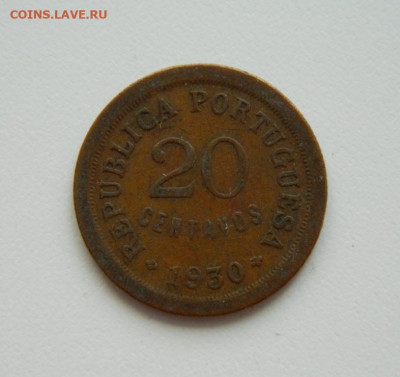 COINS.LAVE.RU
REPUBLICA PORTUGUESA
20
CENTAVOS
* 1930 *